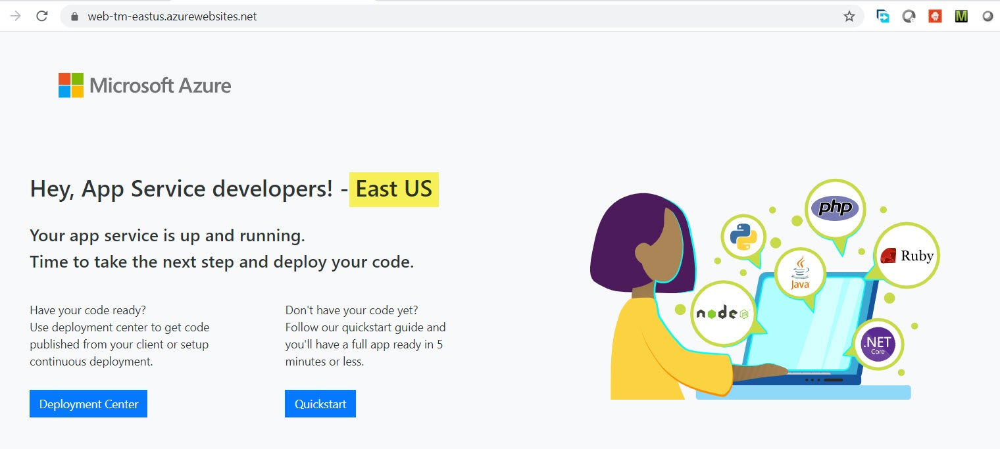 web-tm-eastus.azurewebsites.net
M
Microsoft Azure
Hey, App Service developers! - East US
Your app service is up and running.
Time to take the next step and deploy your code.
Have your code ready?
Use deployment center to get code
published from your client or setup
continuous deployment.
Deployment Center
Don't have your code yet?
Follow our quickstart guide and
you'll have a full app ready in 5
minutes or less.
Quickstart
php
Ruby
Java
node
JS
.NET
Core